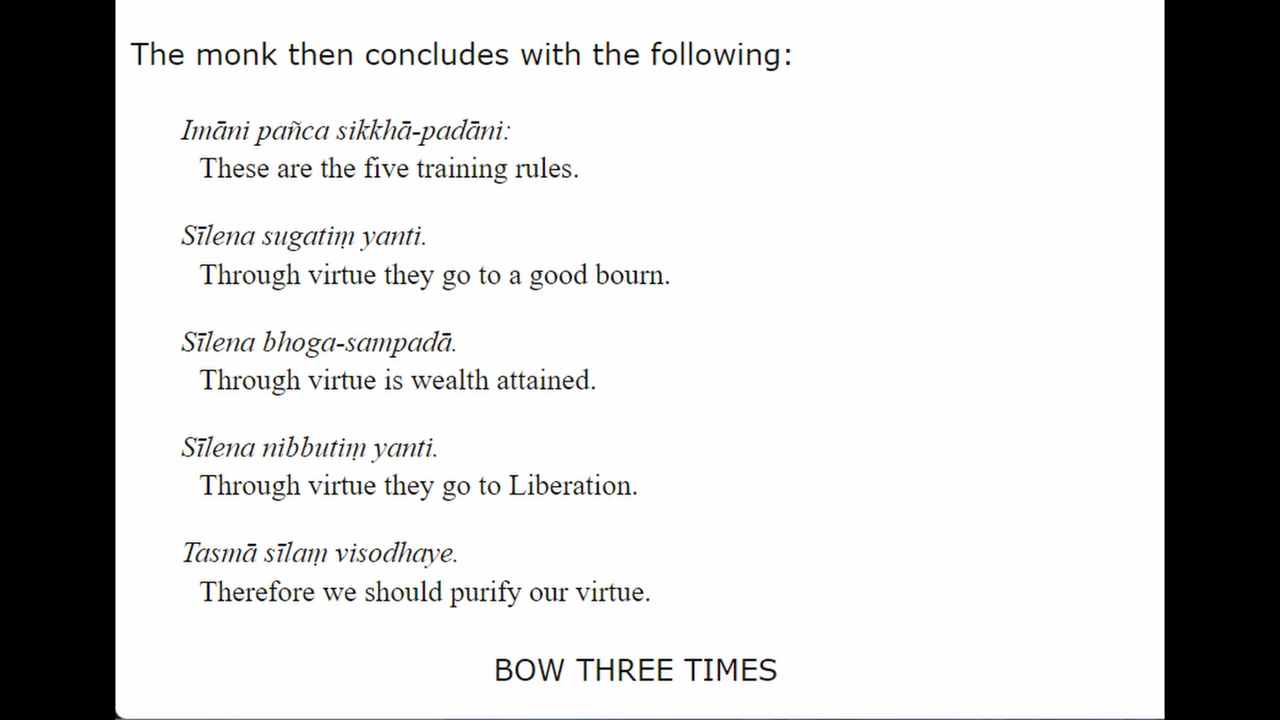 The monk then concludes with the following:
Imāni pañca sikkhā-padāni:
These are the five training rules.
Sīlena sugatiṃ yanti.
Through virtue they go to a good bourn.
Sīlena bhoga-sampadā.
Through virtue is wealth attained.
Sīlena nibbutiṃ yanti.
Through virtue they go to Liberation.
Tasmā sīlaṃ visodhaye.
Therefore we should purify our virtue.
BOW THREE TIMES